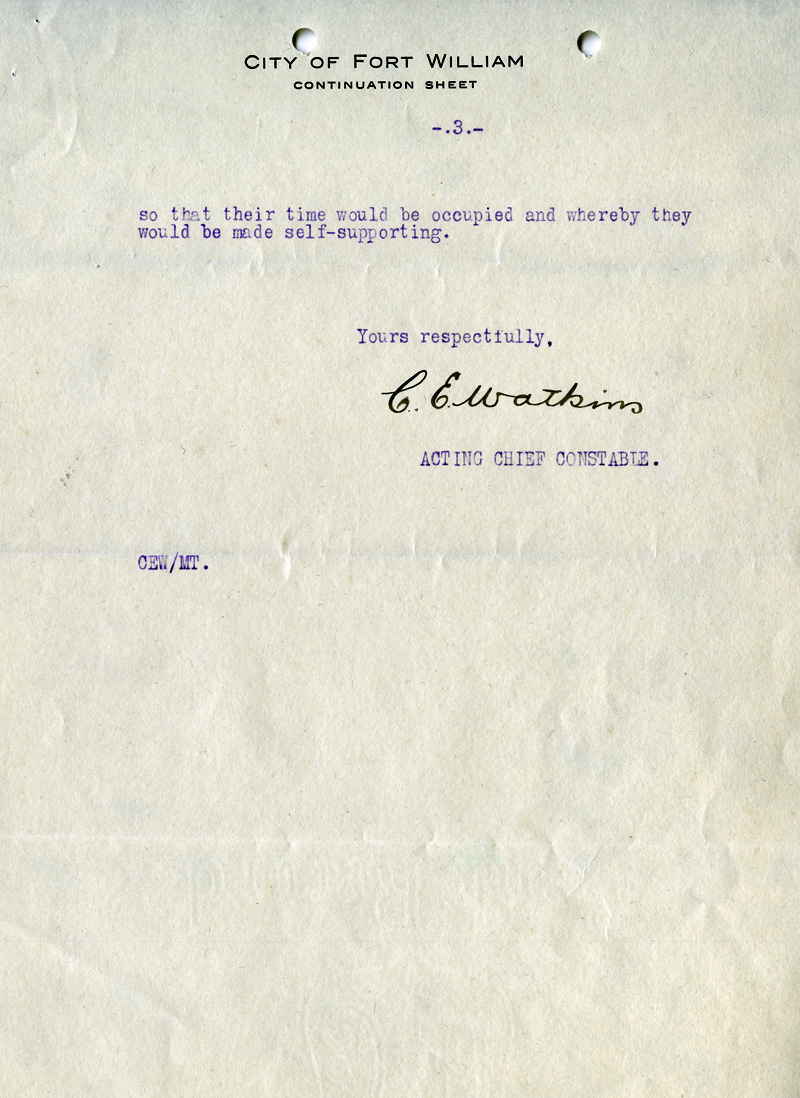 CITY OF FORT WILLIAM
CONTINUATION SHEET
-.3.-
so that their time would be occupied and whereby they
would be made self-supporting.
Yours respectfully,
C. E. Watkins
ACTING CHIEF CONSTABLE.
CEW/MT.